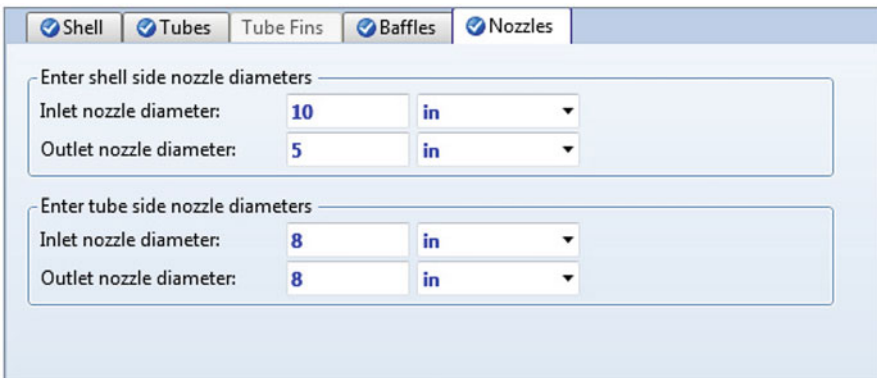 Shell Tubes Tube Fins Baffles Nozzles
Enter shell side nozzle diameters
Inlet nozzle diameter: 10 in
Outlet nozzle diameter: 5 in
Enter tube side nozzle diameters
Inlet nozzle diameter: 8 in
Outlet nozzle diameter: 8 in